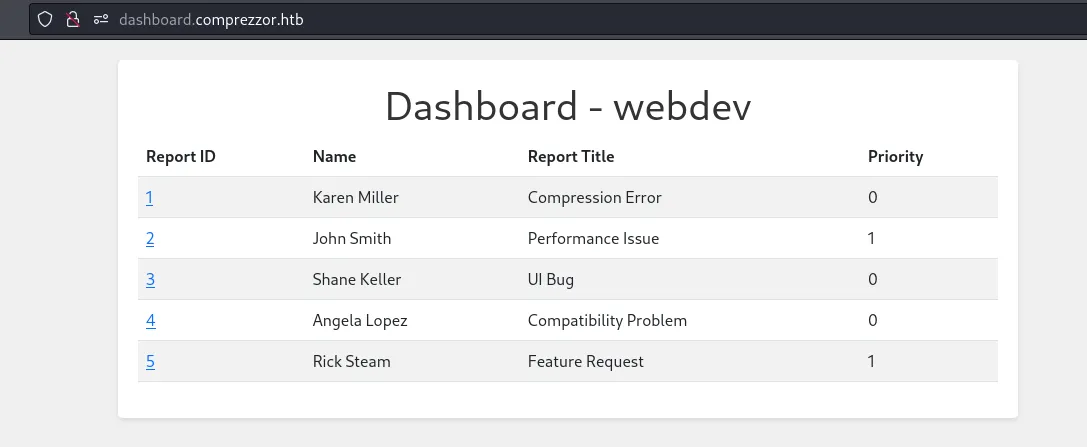 dashboard.comprezzor.htb
Dashboard - webdev
Report ID Name Report Title Priority
1 Karen Miller Compression Error 0
2 John Smith Performance Issue 1
3 Shane Keller UI Bug 0
4 Angela Lopez Compatibility Problem 0
5 Rick Steam Feature Request 1